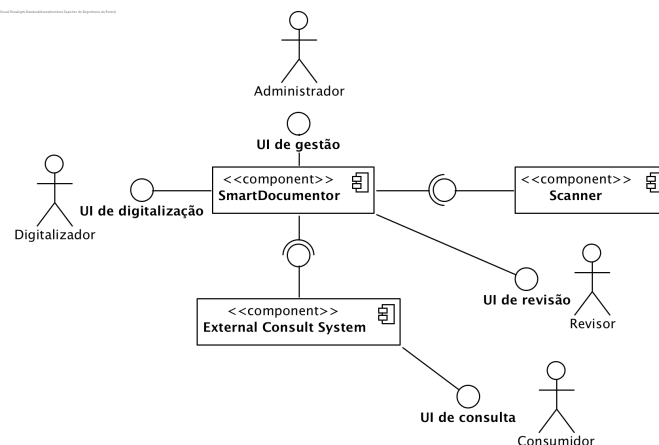 Administrador
UI de gestão
<<component>>
SmartDocumentor
<<component>>
Scanner
UI de digitalização
Digitalizador
UI de revisão
Revisor
<<component>>
External Consult System
UI de consulta
Consumidor